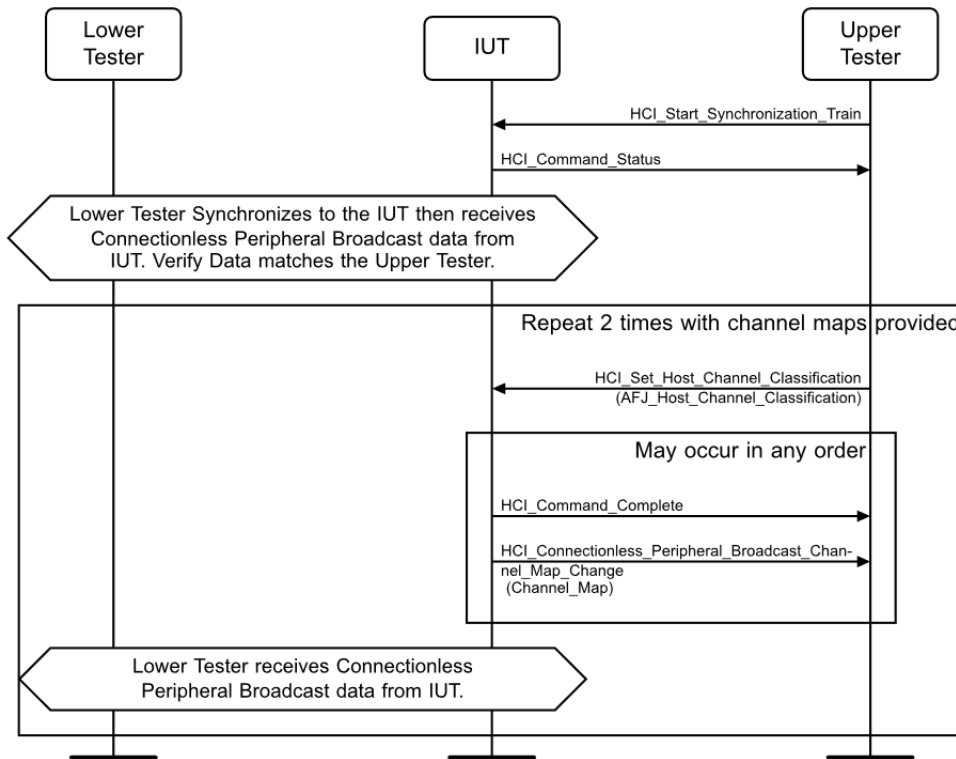 Lower
Tester
IUT
Upper
Tester
HCI_Start_Synchronization_Train
HCI_Command_Status
Lower Tester Synchronizes to the IUT then receives
Connectionless Peripheral Broadcast data from
IUT. Verify Data matches the Upper Tester.
Repeat 2 times with channel maps provided
HCI_Set_Host_Channel_Classification
(AFJ_Host_Channel_Classification)
May occur in any order
HCI_Command_Complete
HCI_Connectionless_Peripheral_Broadcast_Chan-
nel_Map_Change
(Channel_Map)
Lower Tester receives Connectionless
Peripheral Broadcast data from IUT.